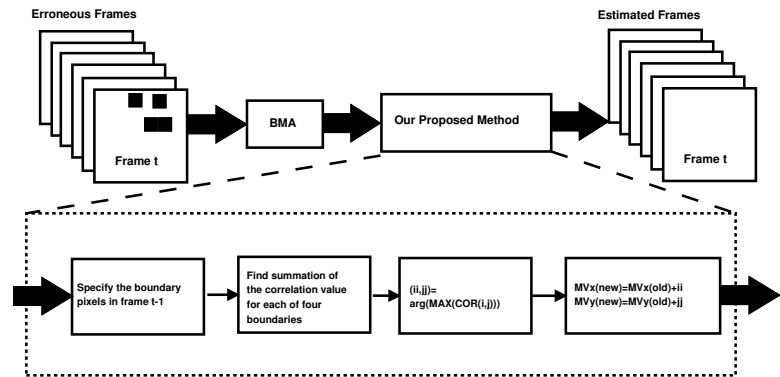 Erroneous Frames
Estimated Frames
BMA
Our Proposed Method
Frame t
Frame t
Specify the boundary
pixels in frame t-1
Find summation of
the correlation value
for each of four
boundaries
(ii,jj)=
arg(MAX(COR(i,j)))
MVx(new)=MVx(old)+ii
MVy(new)=MVy(old)+jj